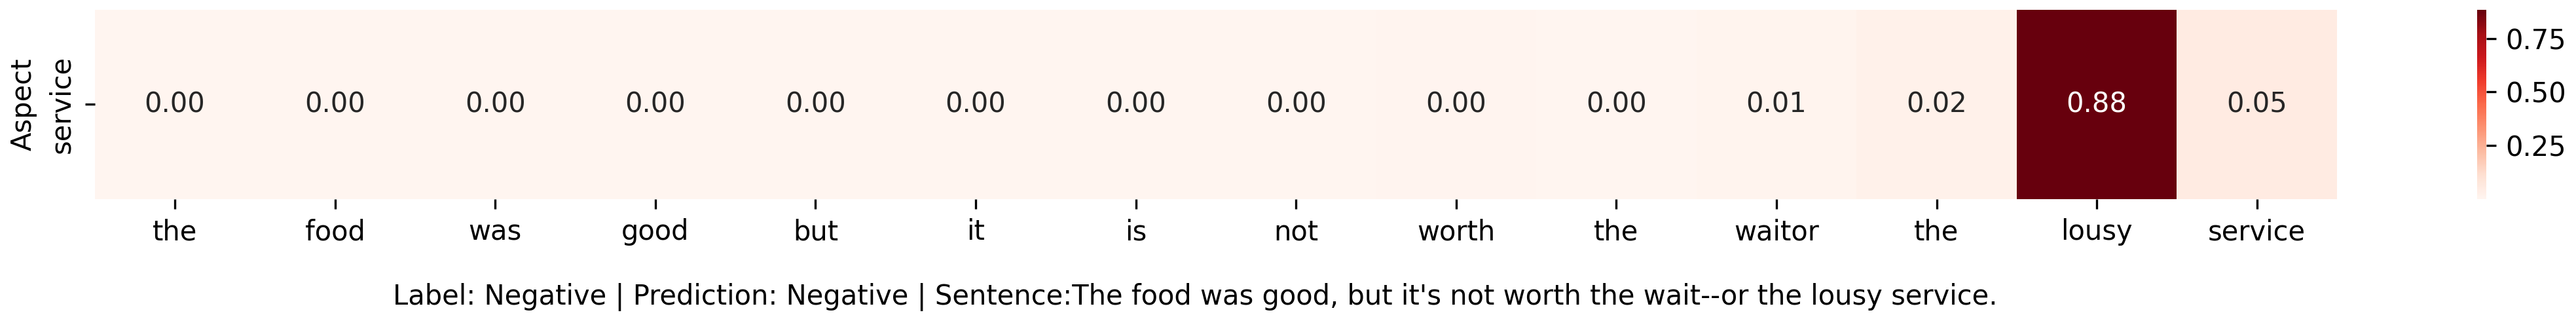 Aspect
service
0.00 0.00 0.00 0.00 0.00 0.00 0.00 0.00 0.00 0.00 0.01 0.02 0.88 0.05
the food was good but it is not worth the waitor the lousy service
0.75
0.50
0.25
Label: Negative | Prediction: Negative | Sentence:The food was good, but it's not worth the wait--or the lousy service.